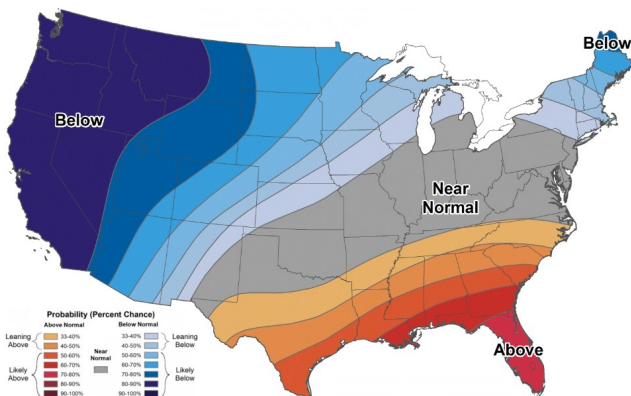 Below
Below
Near
Normal
Above
Probability (Percent Chance)
Above Normal
Below Normal
Leaning
Above
33-40%
40-50%
33-40%
40-50%
Leaning
Below
Likely
Above
50-60%
60-70%
70-80%
80-90%
90-100%
Near
Normal
50-60%
60-70%
70-80%
80-90%
90-100%
Likely
Below